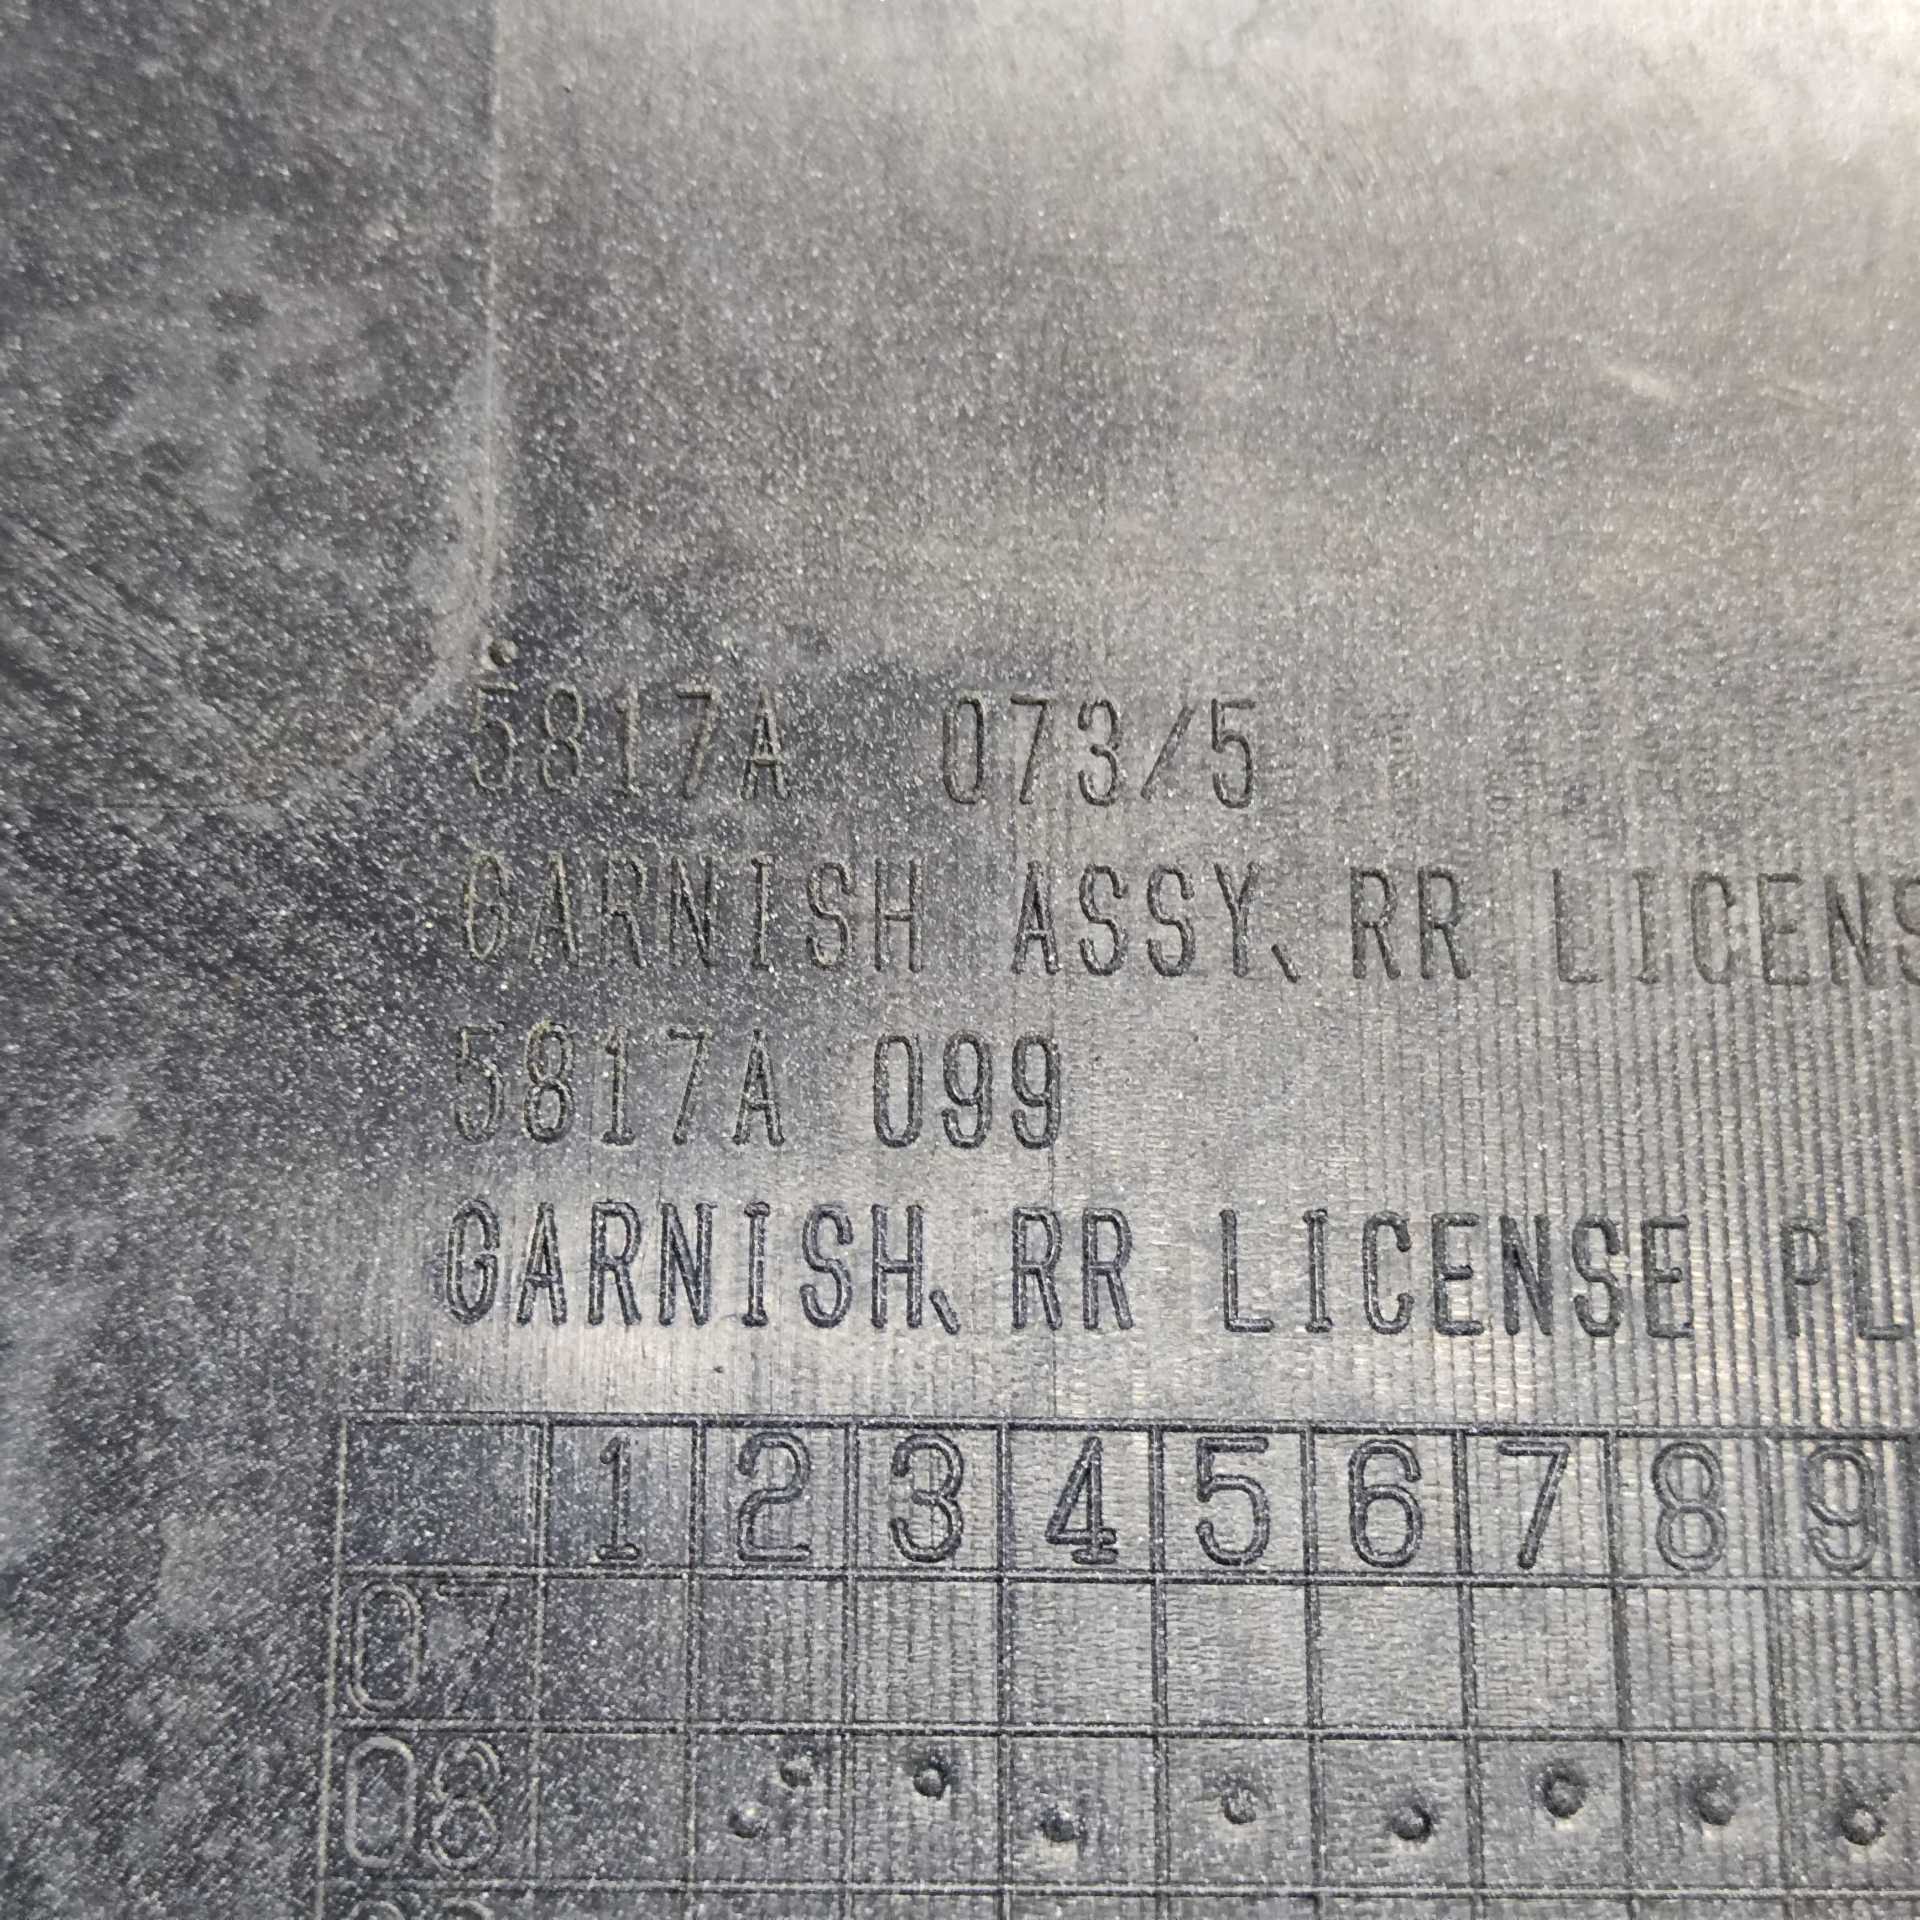 5817A 073/5
GARNISH ASSY, RR LICENS
5817A 099
GARNISH, RR LICENSE PL
1 2 3 4 5 6 7 8 9
07
08